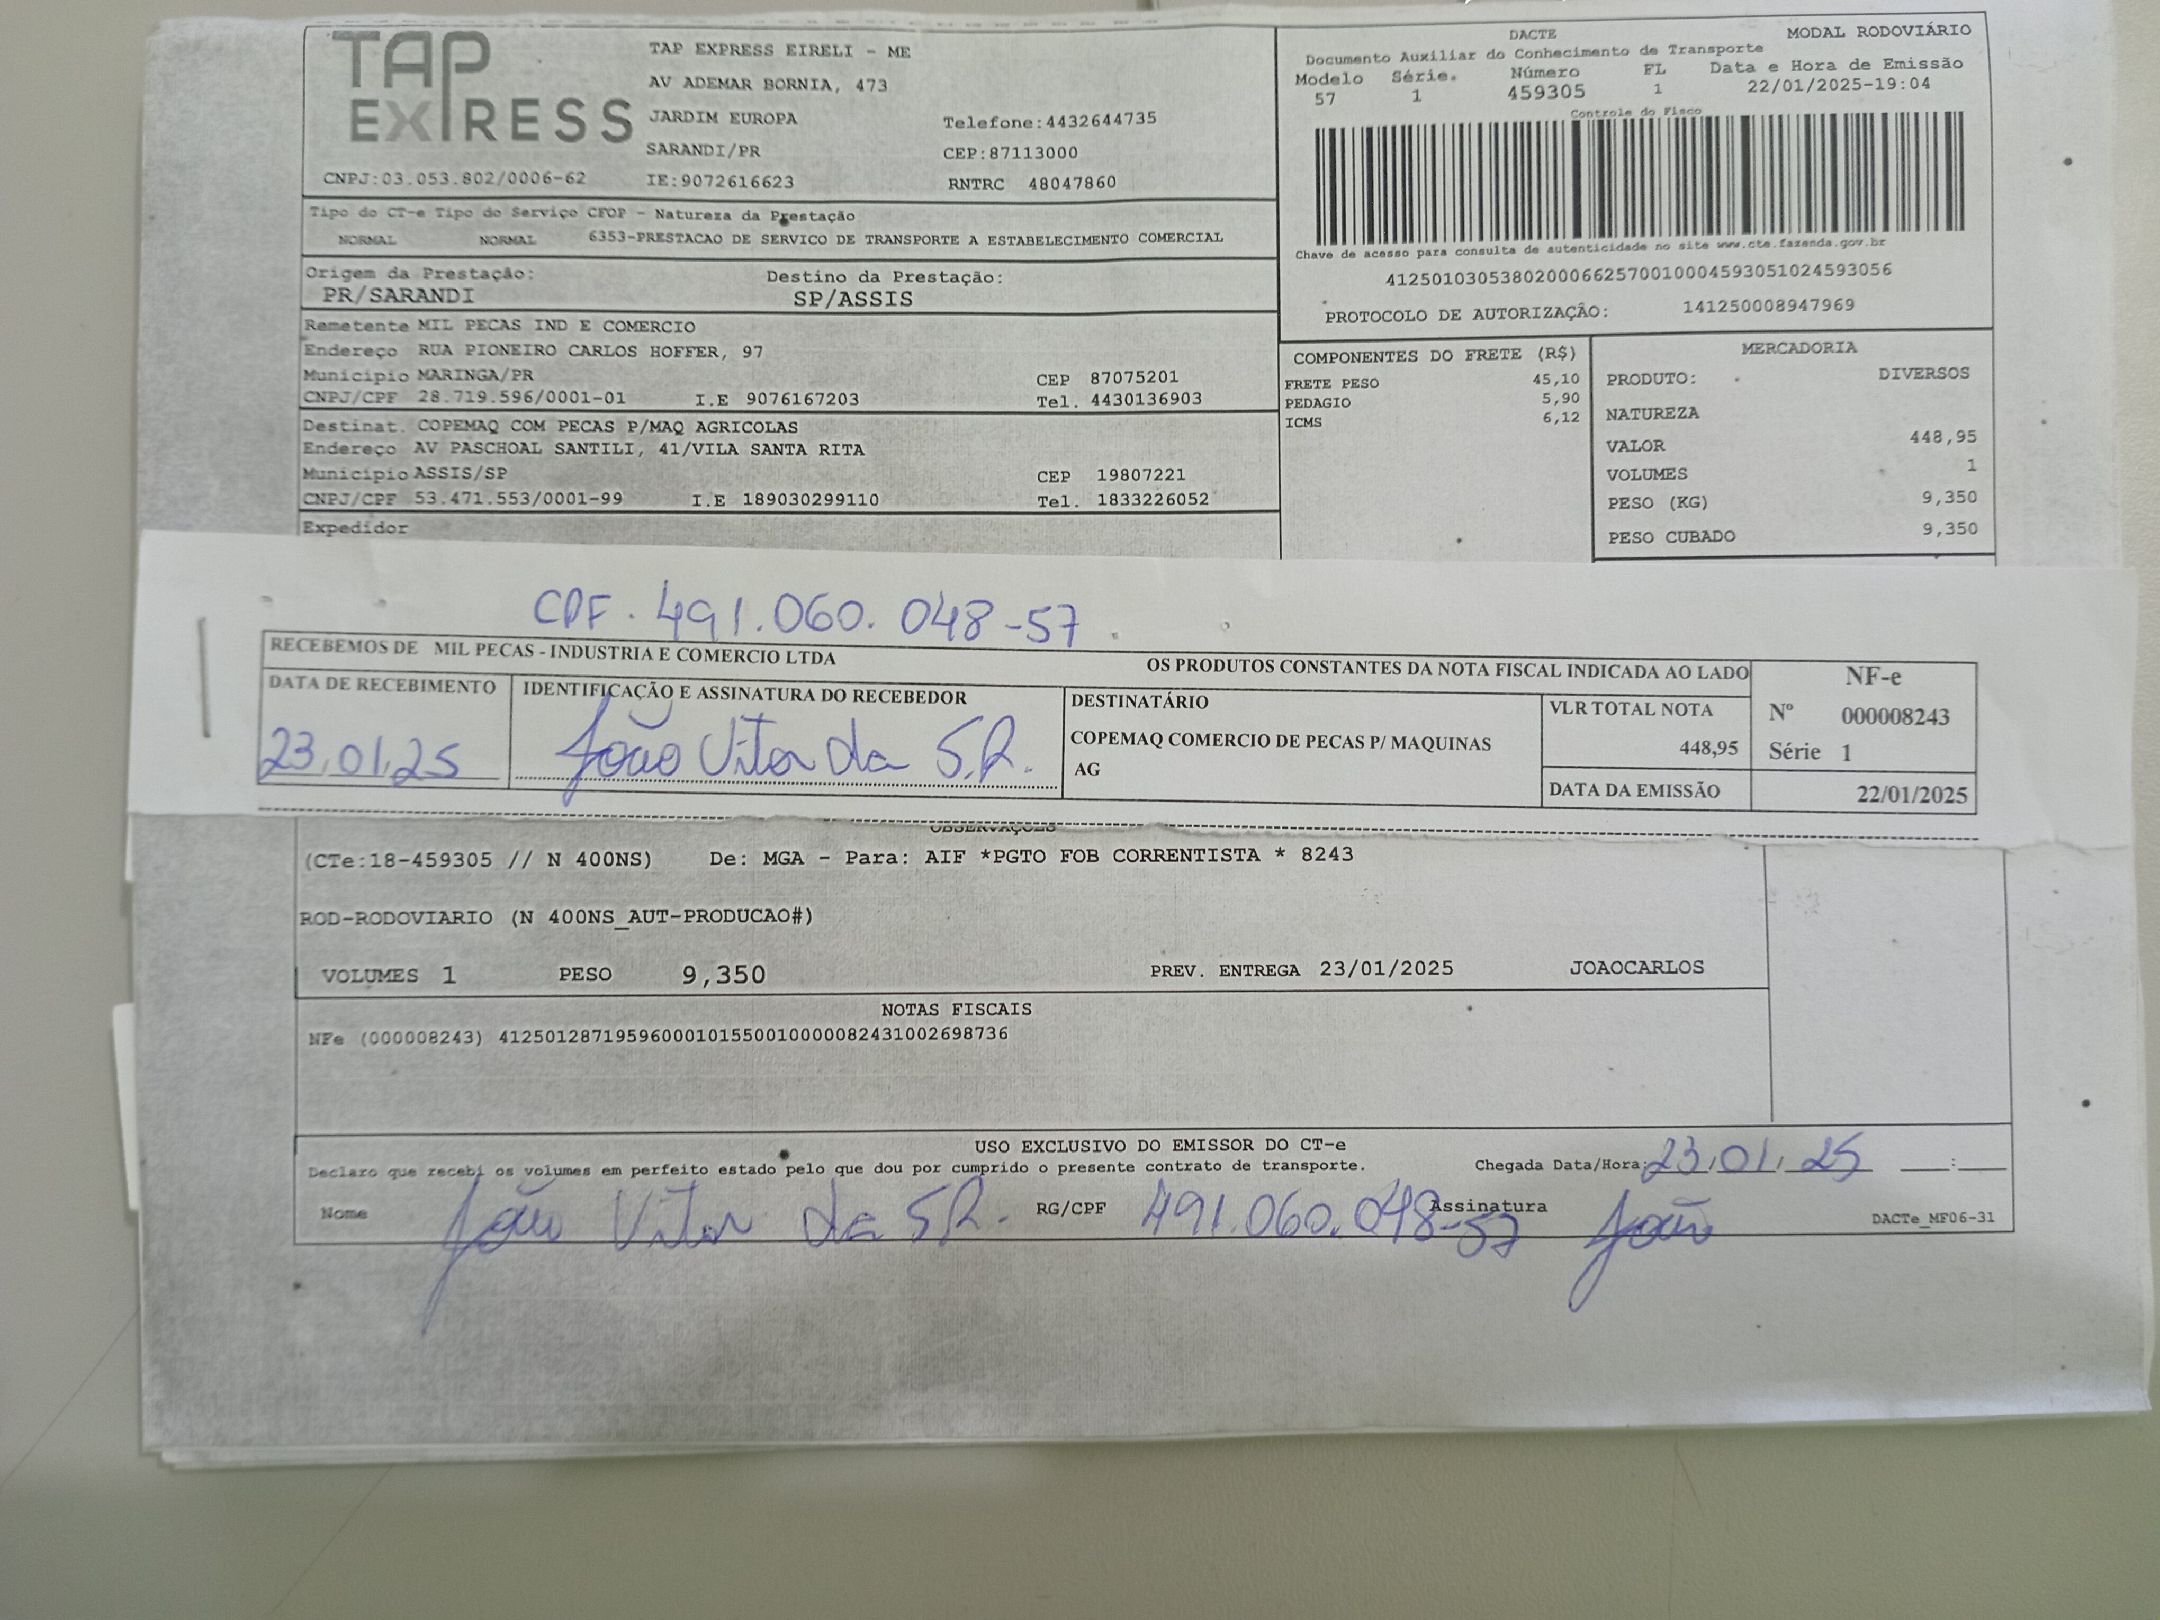 TAP EXPRESS
TAP EXPRESS EIRELI - ME
AV ADEMAR BORNIA, 473
JARDIM EUROPA Telefone:4432644735
SARANDI/PR CEP:87113000
CNPJ:03.053.802/0006-62 IE:9072616623 RNTRC 48047860
DACTE MODAL RODOVIÁRIO
Documento Auxiliar do Conhecimento de Transporte
Modelo Série. Número FL Data e Hora de Emissão
57 1 459305 1 22/01/2025-19:04
Controle do Fisco
Chave de acesso para consulta de autenticidade no site www.cte.fazenda.gov.br
41250103053802000662570010004593051024593056
PROTOCOLO DE AUTORIZAÇÃO: 141250008947969
Tipo do CT-e Tipo do Serviço CFOP - Natureza da Prestação
NORMAL NORMAL 6353-PRESTACAO DE SERVICO DE TRANSPORTE A ESTABELECIMENTO COMERCIAL
Origem da Prestação: Destino da Prestação:
PR/SARANDI SP/ASSIS
Remetente MIL PECAS IND E COMERCIO
Endereço RUA PIONEIRO CARLOS HOFFER, 97
Municipio MARINGA/PR CEP 87075201
CNPJ/CPF 28.719.596/0001-01 I.E 9076167203 Tel. 4430136903
Destinat. COPEMAQ COM PECAS P/MAQ AGRICOLAS
Endereço AV PASCHOAL SANTILI, 41/VILA SANTA RITA
Municipio ASSIS/SP CEP 19807221
CNPJ/CPF 53.471.553/0001-99 I.E 189030299110 Tel. 1833226052
Expedidor
COMPONENTES DO FRETE (R$)
FRETE PESO 45,10
PEDAGIO 5,90
ICMS 6,12
MERCADORIA
PRODUTO: DIVERSOS
NATUREZA
VALOR 448,95
VOLUMES 1
PESO (KG) 9,350
PESO CUBADO 9,350
CPF. 491.060.048-57
RECEBEMOS DE MIL PECAS - INDUSTRIA E COMERCIO LTDA OS PRODUTOS CONSTANTES DA NOTA FISCAL INDICADA AO LADO
DATA DE RECEBIMENTO IDENTIFICAÇÃO E ASSINATURA DO RECEBEDOR
23,01,25 João Vitor da S.R.
DESTINATÁRIO
COPEMAQ COMERCIO DE PECAS P/ MAQUINAS
AG
VLR TOTAL NOTA
448,95
DATA DA EMISSÃO
NF-e
Nº 000008243
Série 1
22/01/2025
OBSERVAÇÕES
(CTe:18-459305 // N 400NS) De: MGA - Para: AIF *PGTO FOB CORRENTISTA * 8243
ROD-RODOVIARIO (N 400NS_AUT-PRODUCAO#)
VOLUMES 1 PESO 9,350 PREV. ENTREGA 23/01/2025 JOAOCARLOS
NOTAS FISCAIS
NFe (000008243) 41250128719596000101550010000082431002698736
USO EXCLUSIVO DO EMISSOR DO CT-e
Declaro que recebi os volumes em perfeito estado pelo que dou por cumprido o presente contrato de transporte. Chegada Data/Hora: 23,01,25 __:__
Nome João Vitor da S.R. RG/CPF 491.060.048-57 Assinatura João DACTe_MF06-31